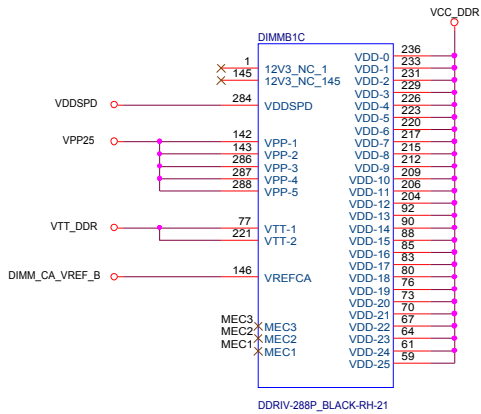 VCC_DDR
DIMMB1C
1 12V3_NC_1 VDD-0 236
145 12V3_NC_145 VDD-1 233
VDD-2 231
VDD-3 229
VDDSPD 284 VDDSPD VDD-4 226
VDD-5 223
VDD-6 220
VPP25 142 VPP-1 VDD-7 217
143 VPP-2 VDD-8 215
286 VPP-3 VDD-9 212
287 VPP-4 VDD-10 209
288 VPP-5 VDD-11 206
VDD-12 204
VDD-13 92
VTT_DDR 77 VTT-1 VDD-14 90
221 VTT-2 VDD-15 88
VDD-16 85
VDD-17 83
DIMM_CA_VREF_B 146 VREFCA VDD-18 80
VDD-19 76
VDD-20 73
VDD-21 70
MEC3 MEC3 VDD-22 67
MEC2 MEC2 VDD-23 64
MEC1 MEC1 VDD-24 61
VDD-25 59
DDRIV-288P_BLACK-RH-21